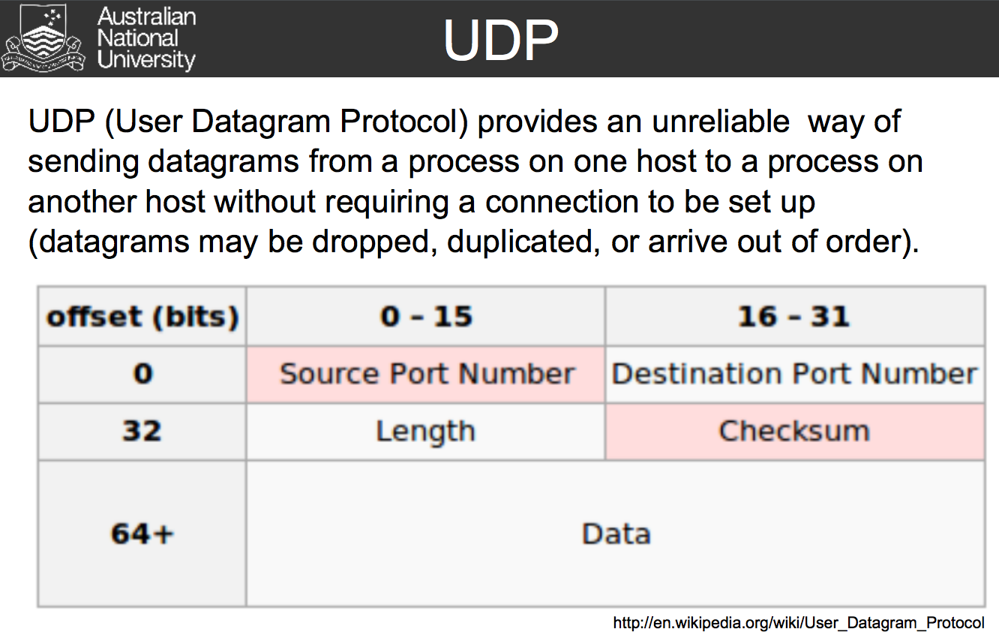 Australian
National
University
UDP
UDP (User Datagram Protocol) provides an unreliable  way of
sending datagrams from a process on one host to a process on
another host without requiring a connection to be set up
(datagrams may be dropped, duplicated, or arrive out of order).
offset (bits) 0 – 15 16 – 31
0 Source Port Number Destination Port Number
32 Length Checksum
64+ Data
http://en.wikipedia.org/wiki/User_Datagram_Protocol